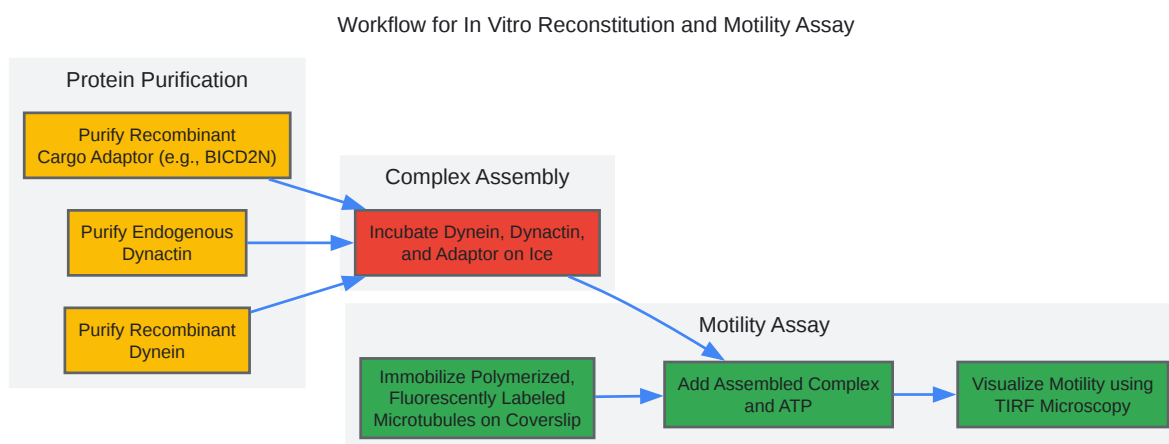 Workflow for In Vitro Reconstitution and Motility Assay
Protein Purification
Purify Recombinant
Cargo Adaptor (e.g., BICD2N)
Purify Endogenous
Dynactin
Purify Recombinant
Dynein
Complex Assembly
Incubate Dynein, Dynactin,
and Adaptor on Ice
Motility Assay
Immobilize Polymerized,
Fluorescently Labeled
Microtubules on Coverslip
Add Assembled Complex
and ATP
Visualize Motility using
TIRF Microscopy